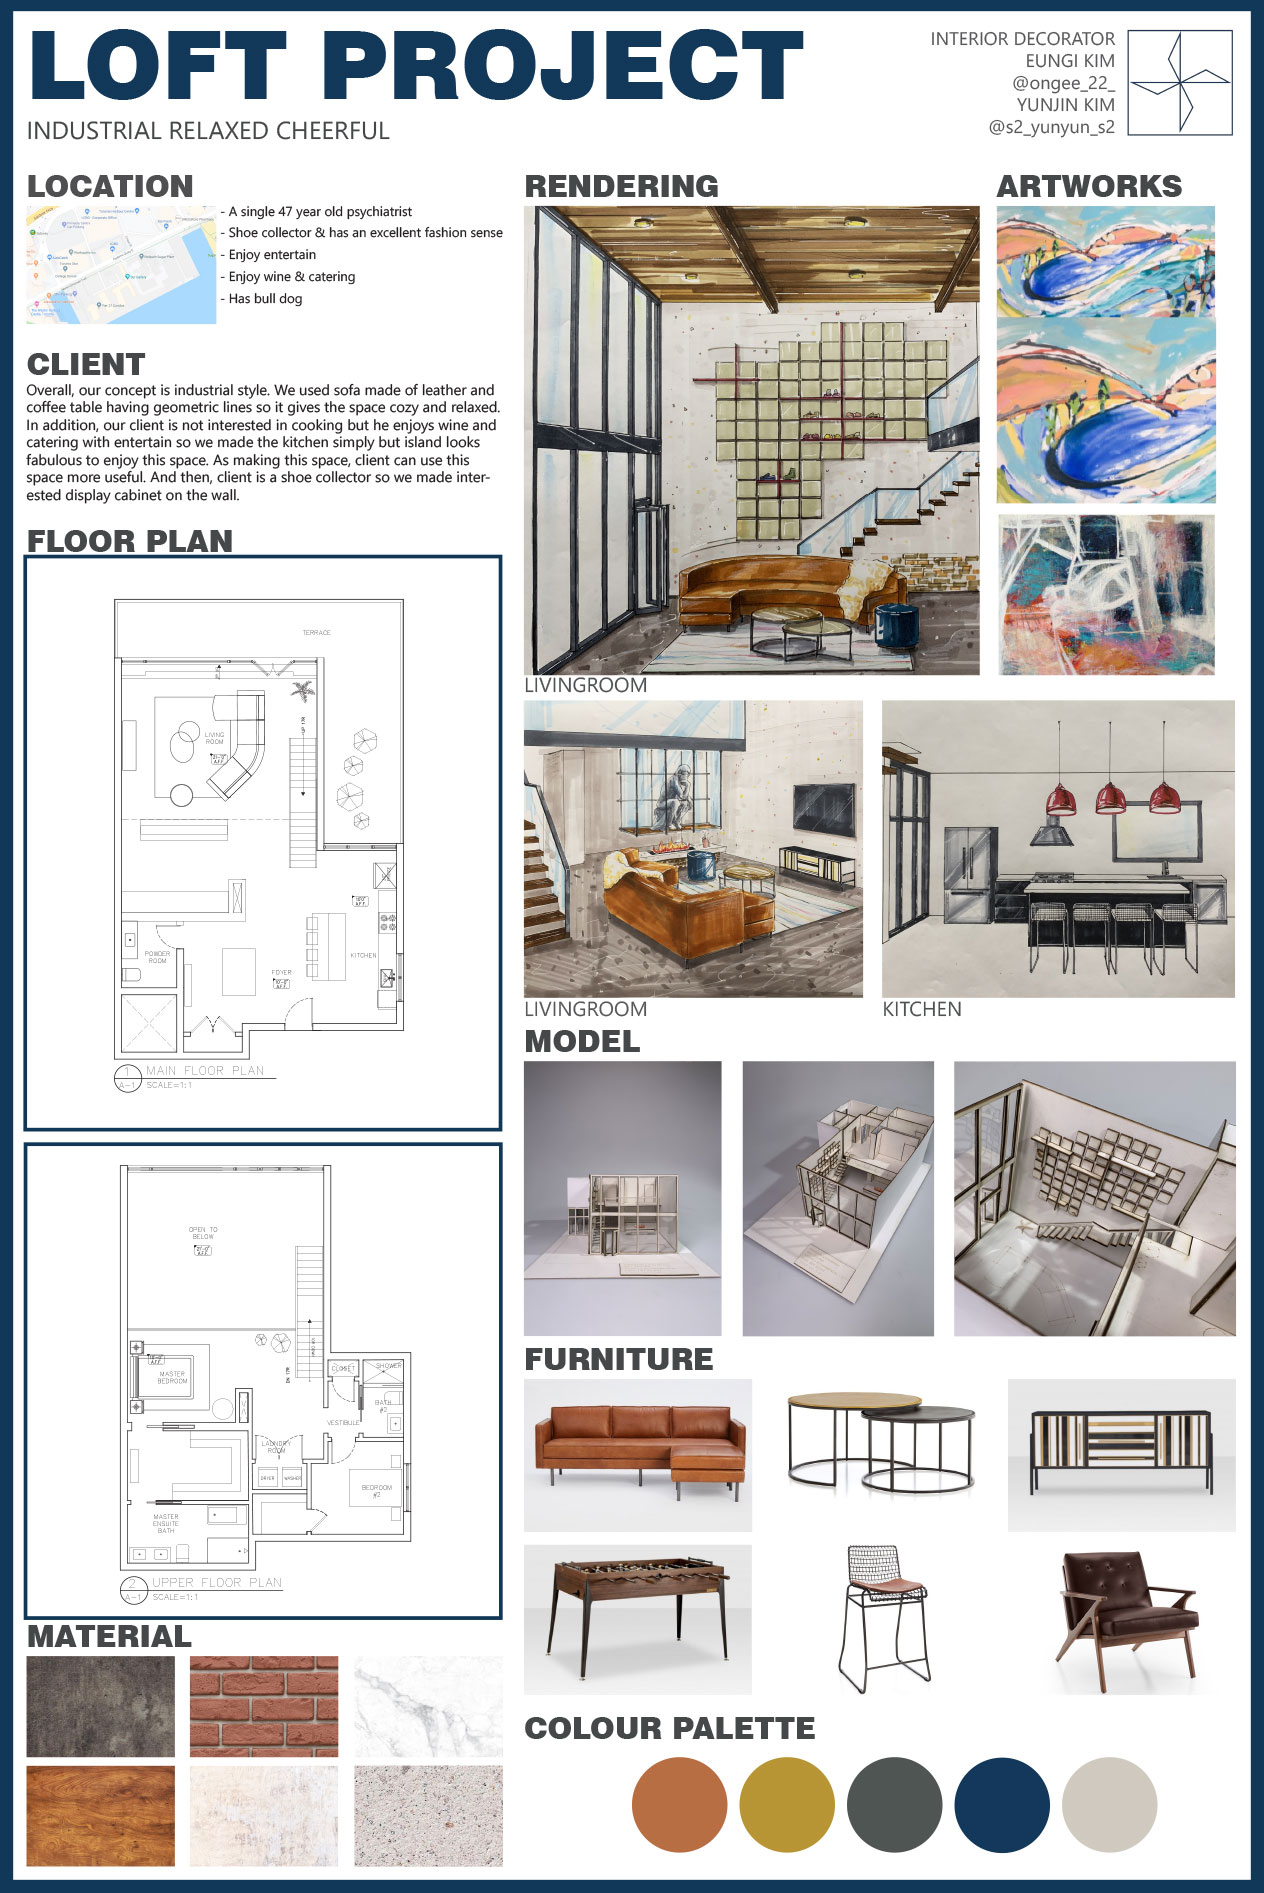 LOFT PROJECT
INDUSTRIAL RELAXED CHEERFUL
INTERIOR DECORATOR
EUNGI KIM
@ongee_22_
YUNJIN KIM
@s2_yunyun_s2
LOCATION
- A single 47 year old psychiatrist
- Shoe collector & has an excellent fashion sense
- Enjoy entertain
- Enjoy wine & catering
- Has bull dog
CLIENT
Overall, our concept is industrial style. We used sofa made of leather and
coffee table having geometric lines so it gives the space cozy and relaxed.
In addition, our client is not interested in cooking but he enjoys wine and
catering with entertain so we made the kitchen simply but island looks
fabulous to enjoy this space. As making this space, client can use this
space more useful. And then, client is a shoe collector so we made inter-
ested display cabinet on the wall.
FLOOR PLAN
TERRACE
LIVING
ROOM
UP 17R
POWDER
ROOM
FOYER
KITCHEN
1
A-1
MAIN FLOOR PLAN
SCALE=1:1
OPEN TO
BELOW
MASTER
BEDROOM
DN 17R
CLOSET
SHOWER
BATH
#2
VESTIBULE
LAUNDRY
ROOM
DRYER
WASHER
BEDROOM
#2
MASTER
ENSUITE
BATH
2
A-1
UPPER FLOOR PLAN
SCALE=1:1
MATERIAL
RENDERING
LIVINGROOM
LIVINGROOM
KITCHEN
ARTWORKS
MODEL
FURNITURE
COLOUR PALETTE